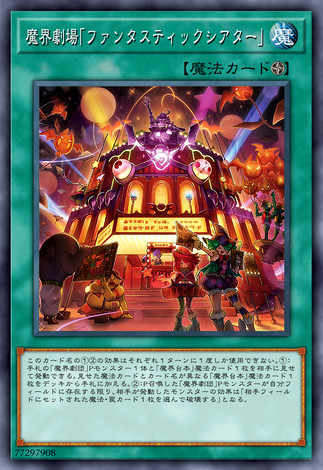 魔界劇場「ファンタスティックシアター」
魔
【魔法カード】
このカード名の①②の効果はそれぞれ１ターンに１度しか使用できない。①：
手札の「魔界劇団」Pモンスター１体と「魔界台本」魔法カード１枚を相手に見せ
て発動できる。見せた魔法カードとカード名が異なる「魔界台本」魔法カード１
枚をデッキから手札に加える。②：P召喚した「魔界劇団」Pモンスターが自分フィ
ールドに存在する限り、相手が発動したモンスターの効果は「相手フィール
ドにセットされた魔法・罠カード１枚を選んで破壊する」となる。
77297908